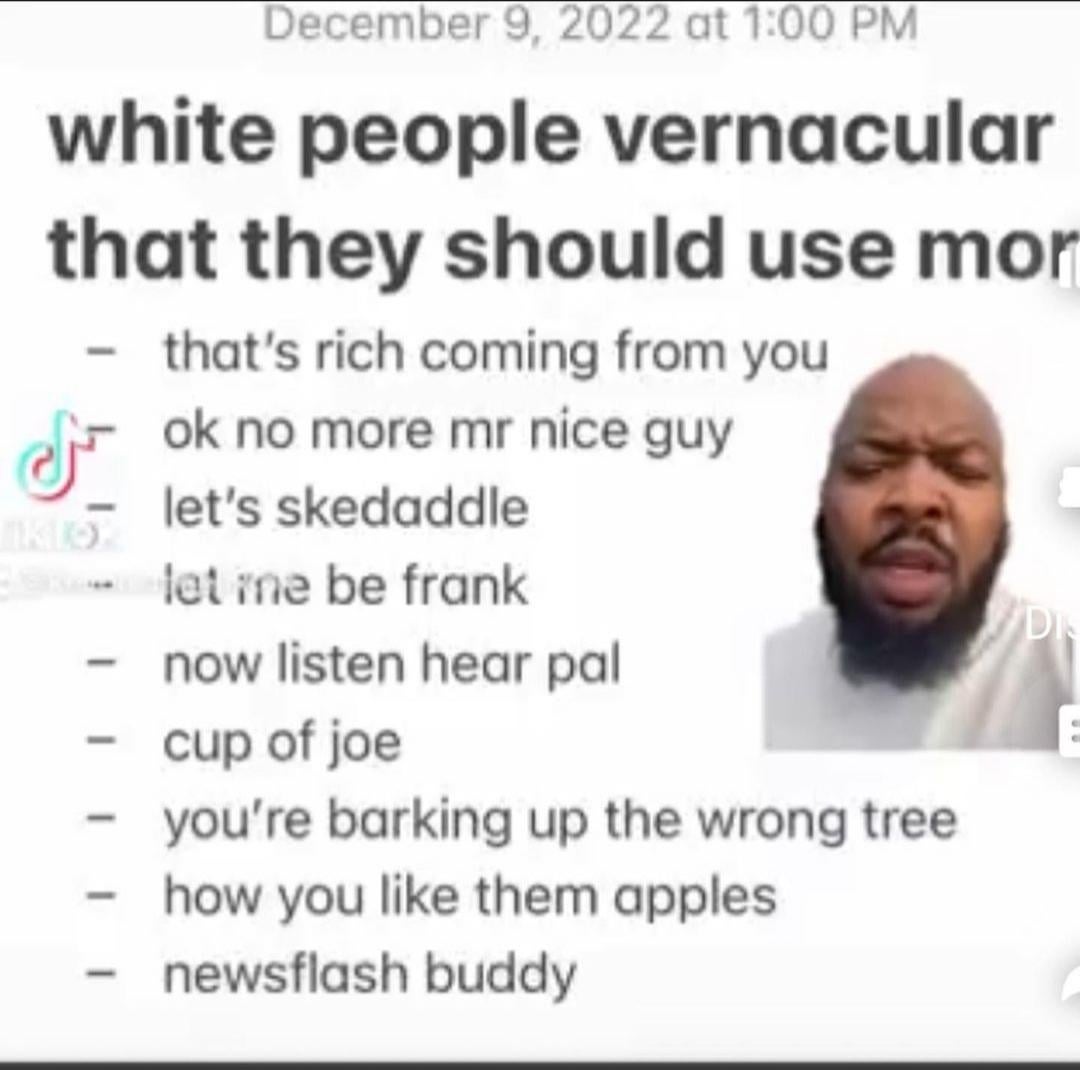 December 9, 2022 at 1:00 PM
white people vernacular
that they should use mor
– that's rich coming from you
– ok no more mr nice guy
– let's skedaddle
– let me be frank
– now listen hear pal
– cup of joe
– you're barking up the wrong tree
– how you like them apples
– newsflash buddy